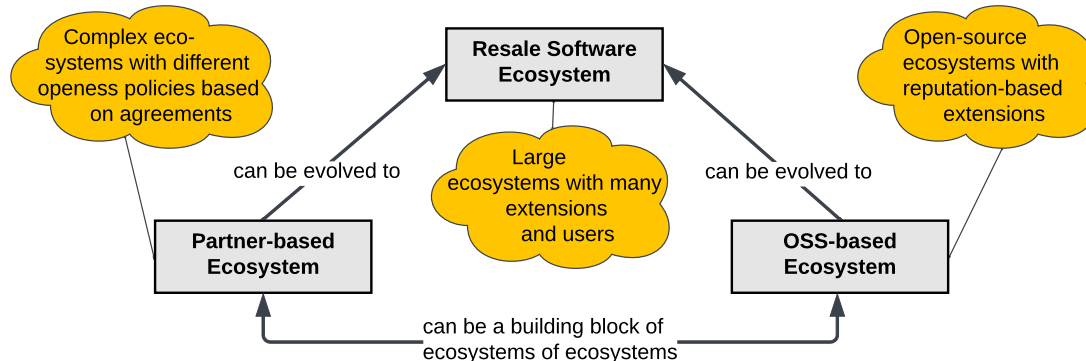 Complex eco-
systems with different
openess policies based
on agreements
Resale Software
Ecosystem
Open-source
ecosystems with
reputation-based
extensions
can be evolved to
Large
ecosystems with many
extensions
and users
can be evolved to
Partner-based
Ecosystem
OSS-based
Ecosystem
can be a building block of
ecosystems of ecosystems